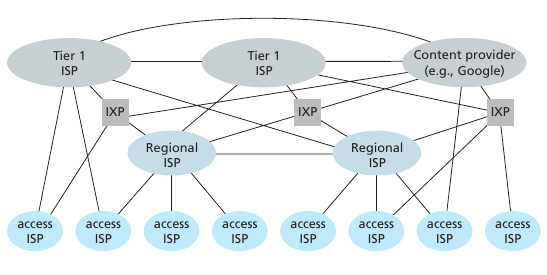 Tier 1
ISP
Tier 1
ISP
Content provider
(e.g., Google)
IXP
IXP
IXP
Regional
ISP
Regional
ISP
access
ISP
access
ISP
access
ISP
access
ISP
access
ISP
access
ISP
access
ISP
access
ISP